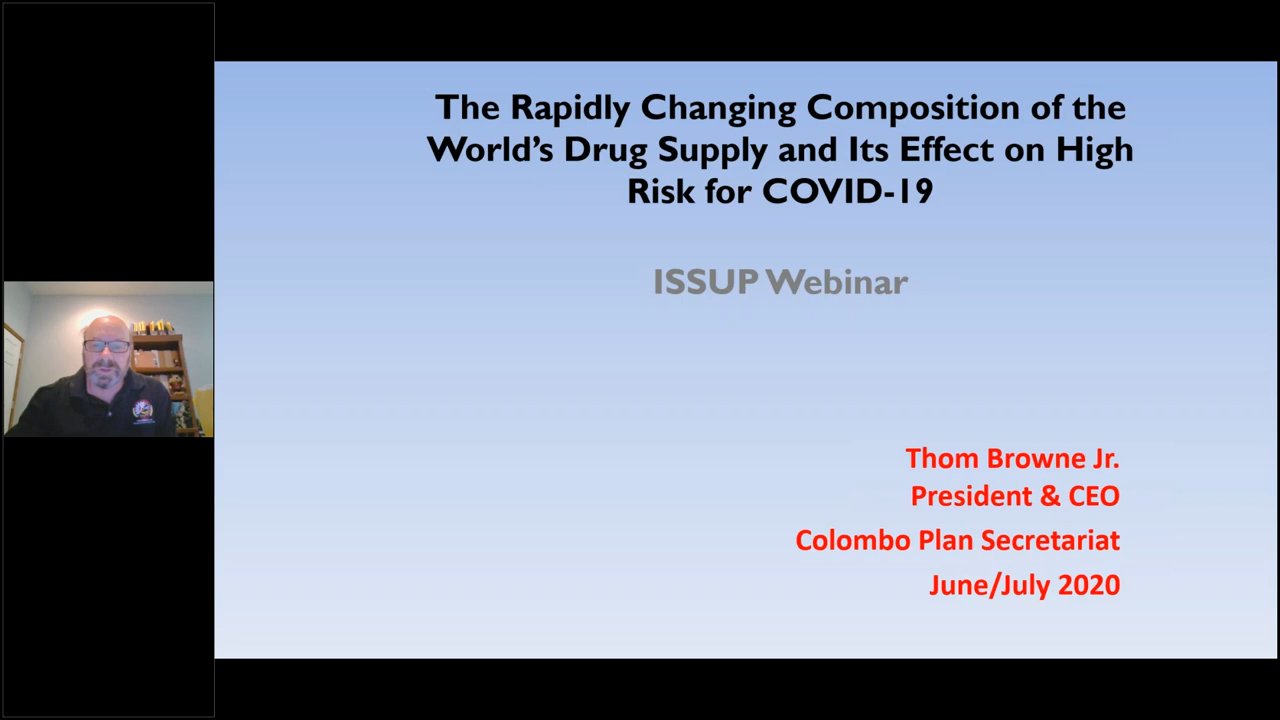 The Rapidly Changing Composition of the
World's Drug Supply and Its Effect on High
Risk for COVID-19
ISSUP Webinar
Thom Browne Jr.
President & CEO
Colombo Plan Secretariat
June/July 2020